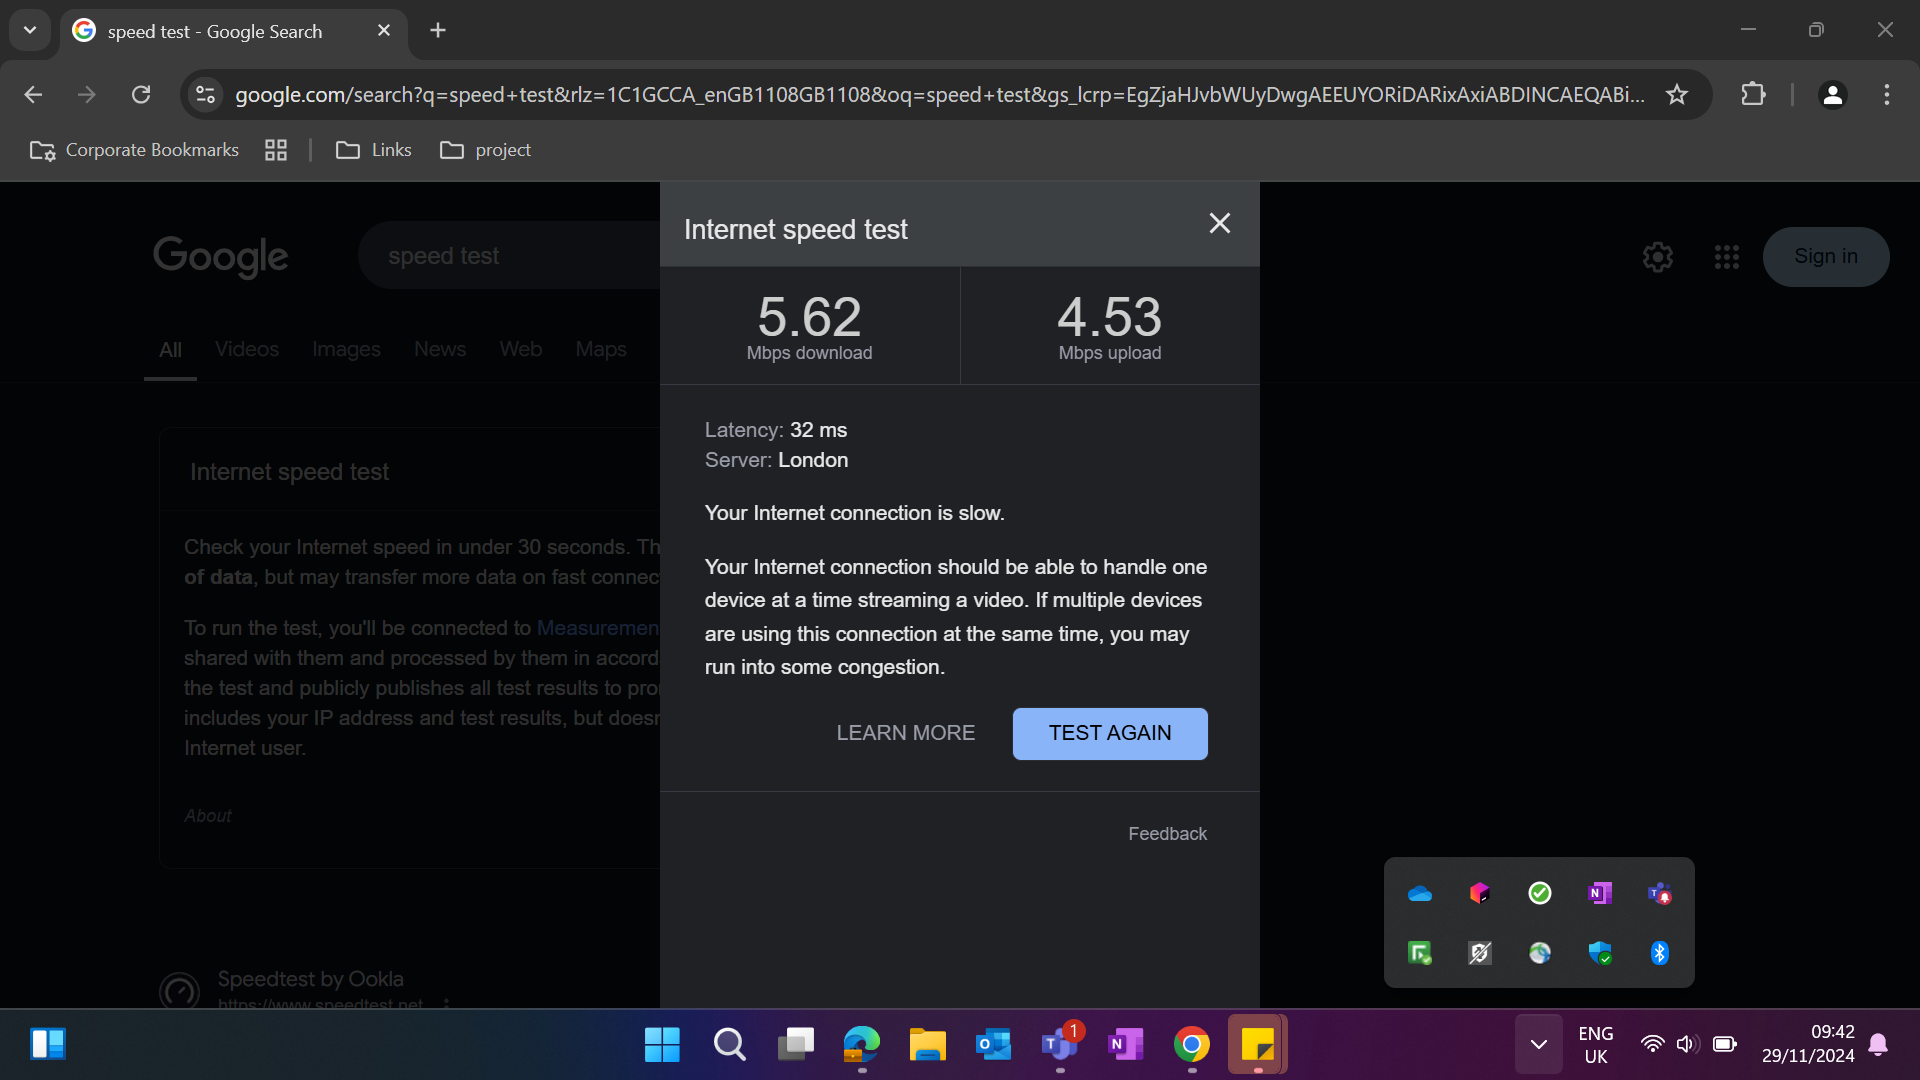 speed test - Google Search
google.com/search?q=speed+test&rlz=1C1GCCA_enGB1108GB1108&oq=speed+test&gs_lcrp=EgZjaHJvbWUyDwgAEEUYORiDARixAxiABDINCAEQABi...
Corporate Bookmarks
Links
project
Google
speed test
Sign in
All
Videos
Images
News
Web
Maps
Internet speed test
5.62
Mbps download
4.53
Mbps upload
Latency: 32 ms
Server: London
Your Internet connection is slow.
Your Internet connection should be able to handle one
device at a time streaming a video. If multiple devices
are using this connection at the same time, you may
run into some congestion.
LEARN MORE
TEST AGAIN
Feedback
Internet speed test
Check your Internet speed in under 30 seconds. Th
of data, but may transfer more data on fast connec
To run the test, you'll be connected to Measuremen
shared with them and processed by them in accord
the test and publicly publishes all test results to pro
includes your IP address and test results, but doesn
Internet user.
About
Speedtest by Ookla
https://www.speedtest.net
1
ENG
UK
09:42
29/11/2024